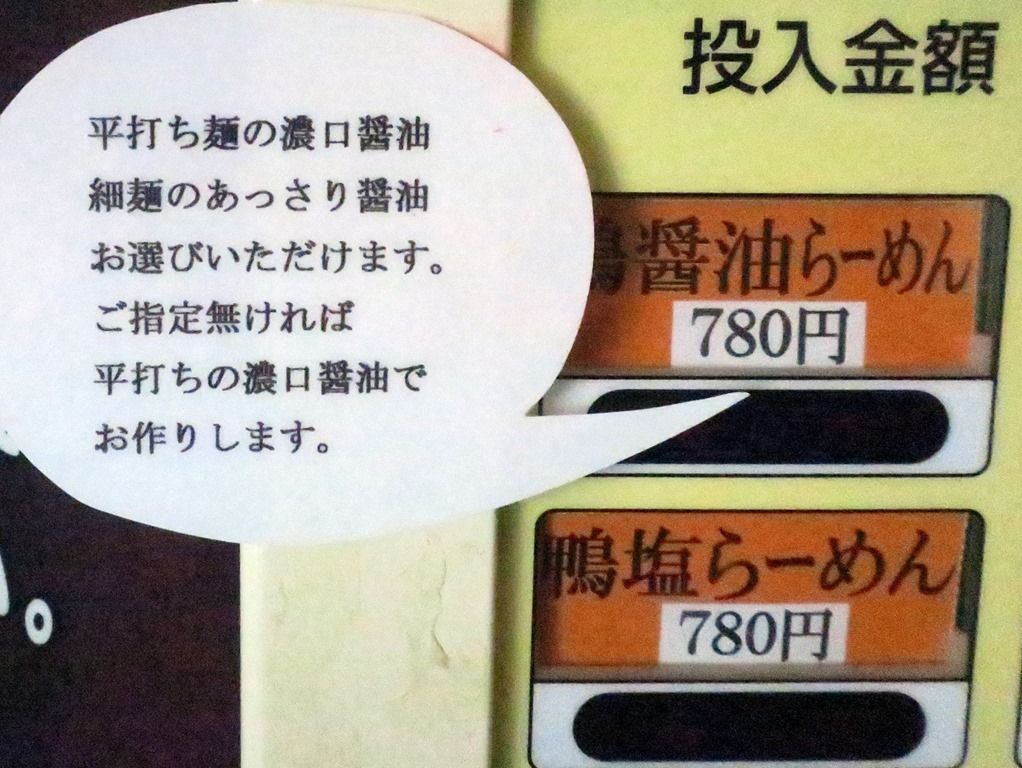 平打ち麺の濃口醤油
細麺のあっさり醤油
お選びいただけます。
ご指定無ければ
平打ちの濃口醤油で
お作りします。
投入金額
鴨醤油らーめん
780円
鴨塩らーめん
780円